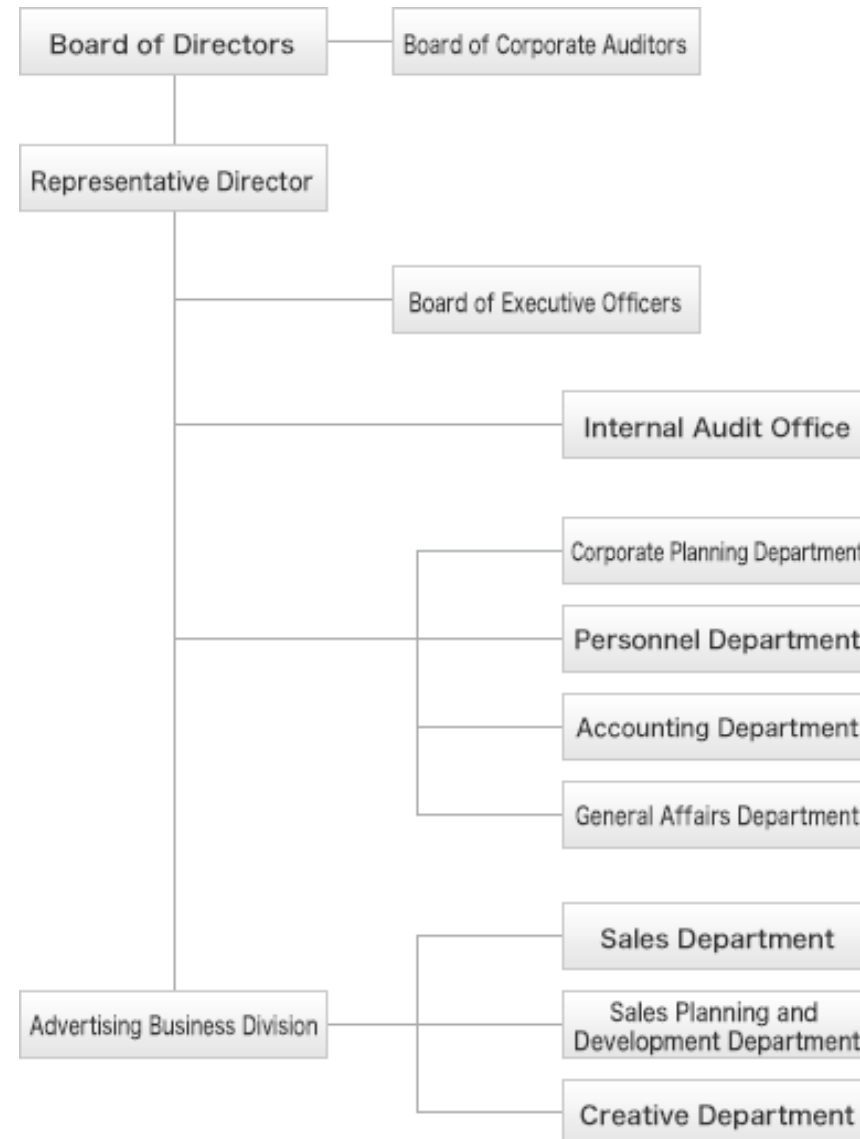 Board of Directors
Board of Corporate Auditors
Representative Director
Board of Executive Officers
Internal Audit Office
Corporate Planning Department
Personnel Department
Accounting Department
General Affairs Department
Sales Department
Advertising Business Division
Sales Planning and
Development Department
Creative Department